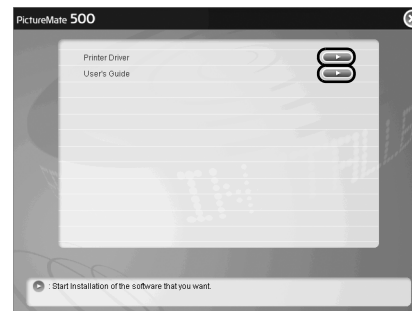 PictureMate 500
Printer Driver
User's Guide
: Start Installation of the software that you want.